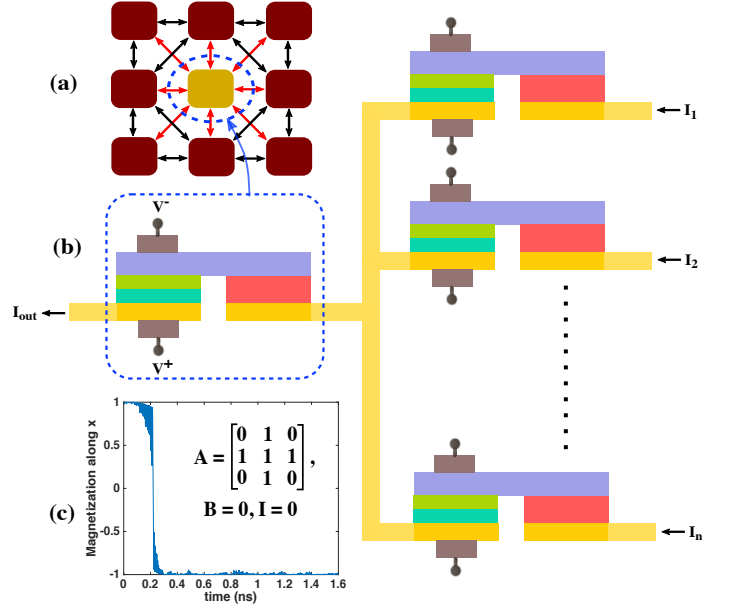 (a)
I1
V-
(b)
I2
Iout
V+
Magnetization along x
1
0.5
0
-0.5
-1
A = [0 1 0
1 1 1
0 1 0],
B = 0, I = 0
(c)
0 0.2 0.4 0.6 0.8 1 1.2 1.4 1.6
time (ns)
In